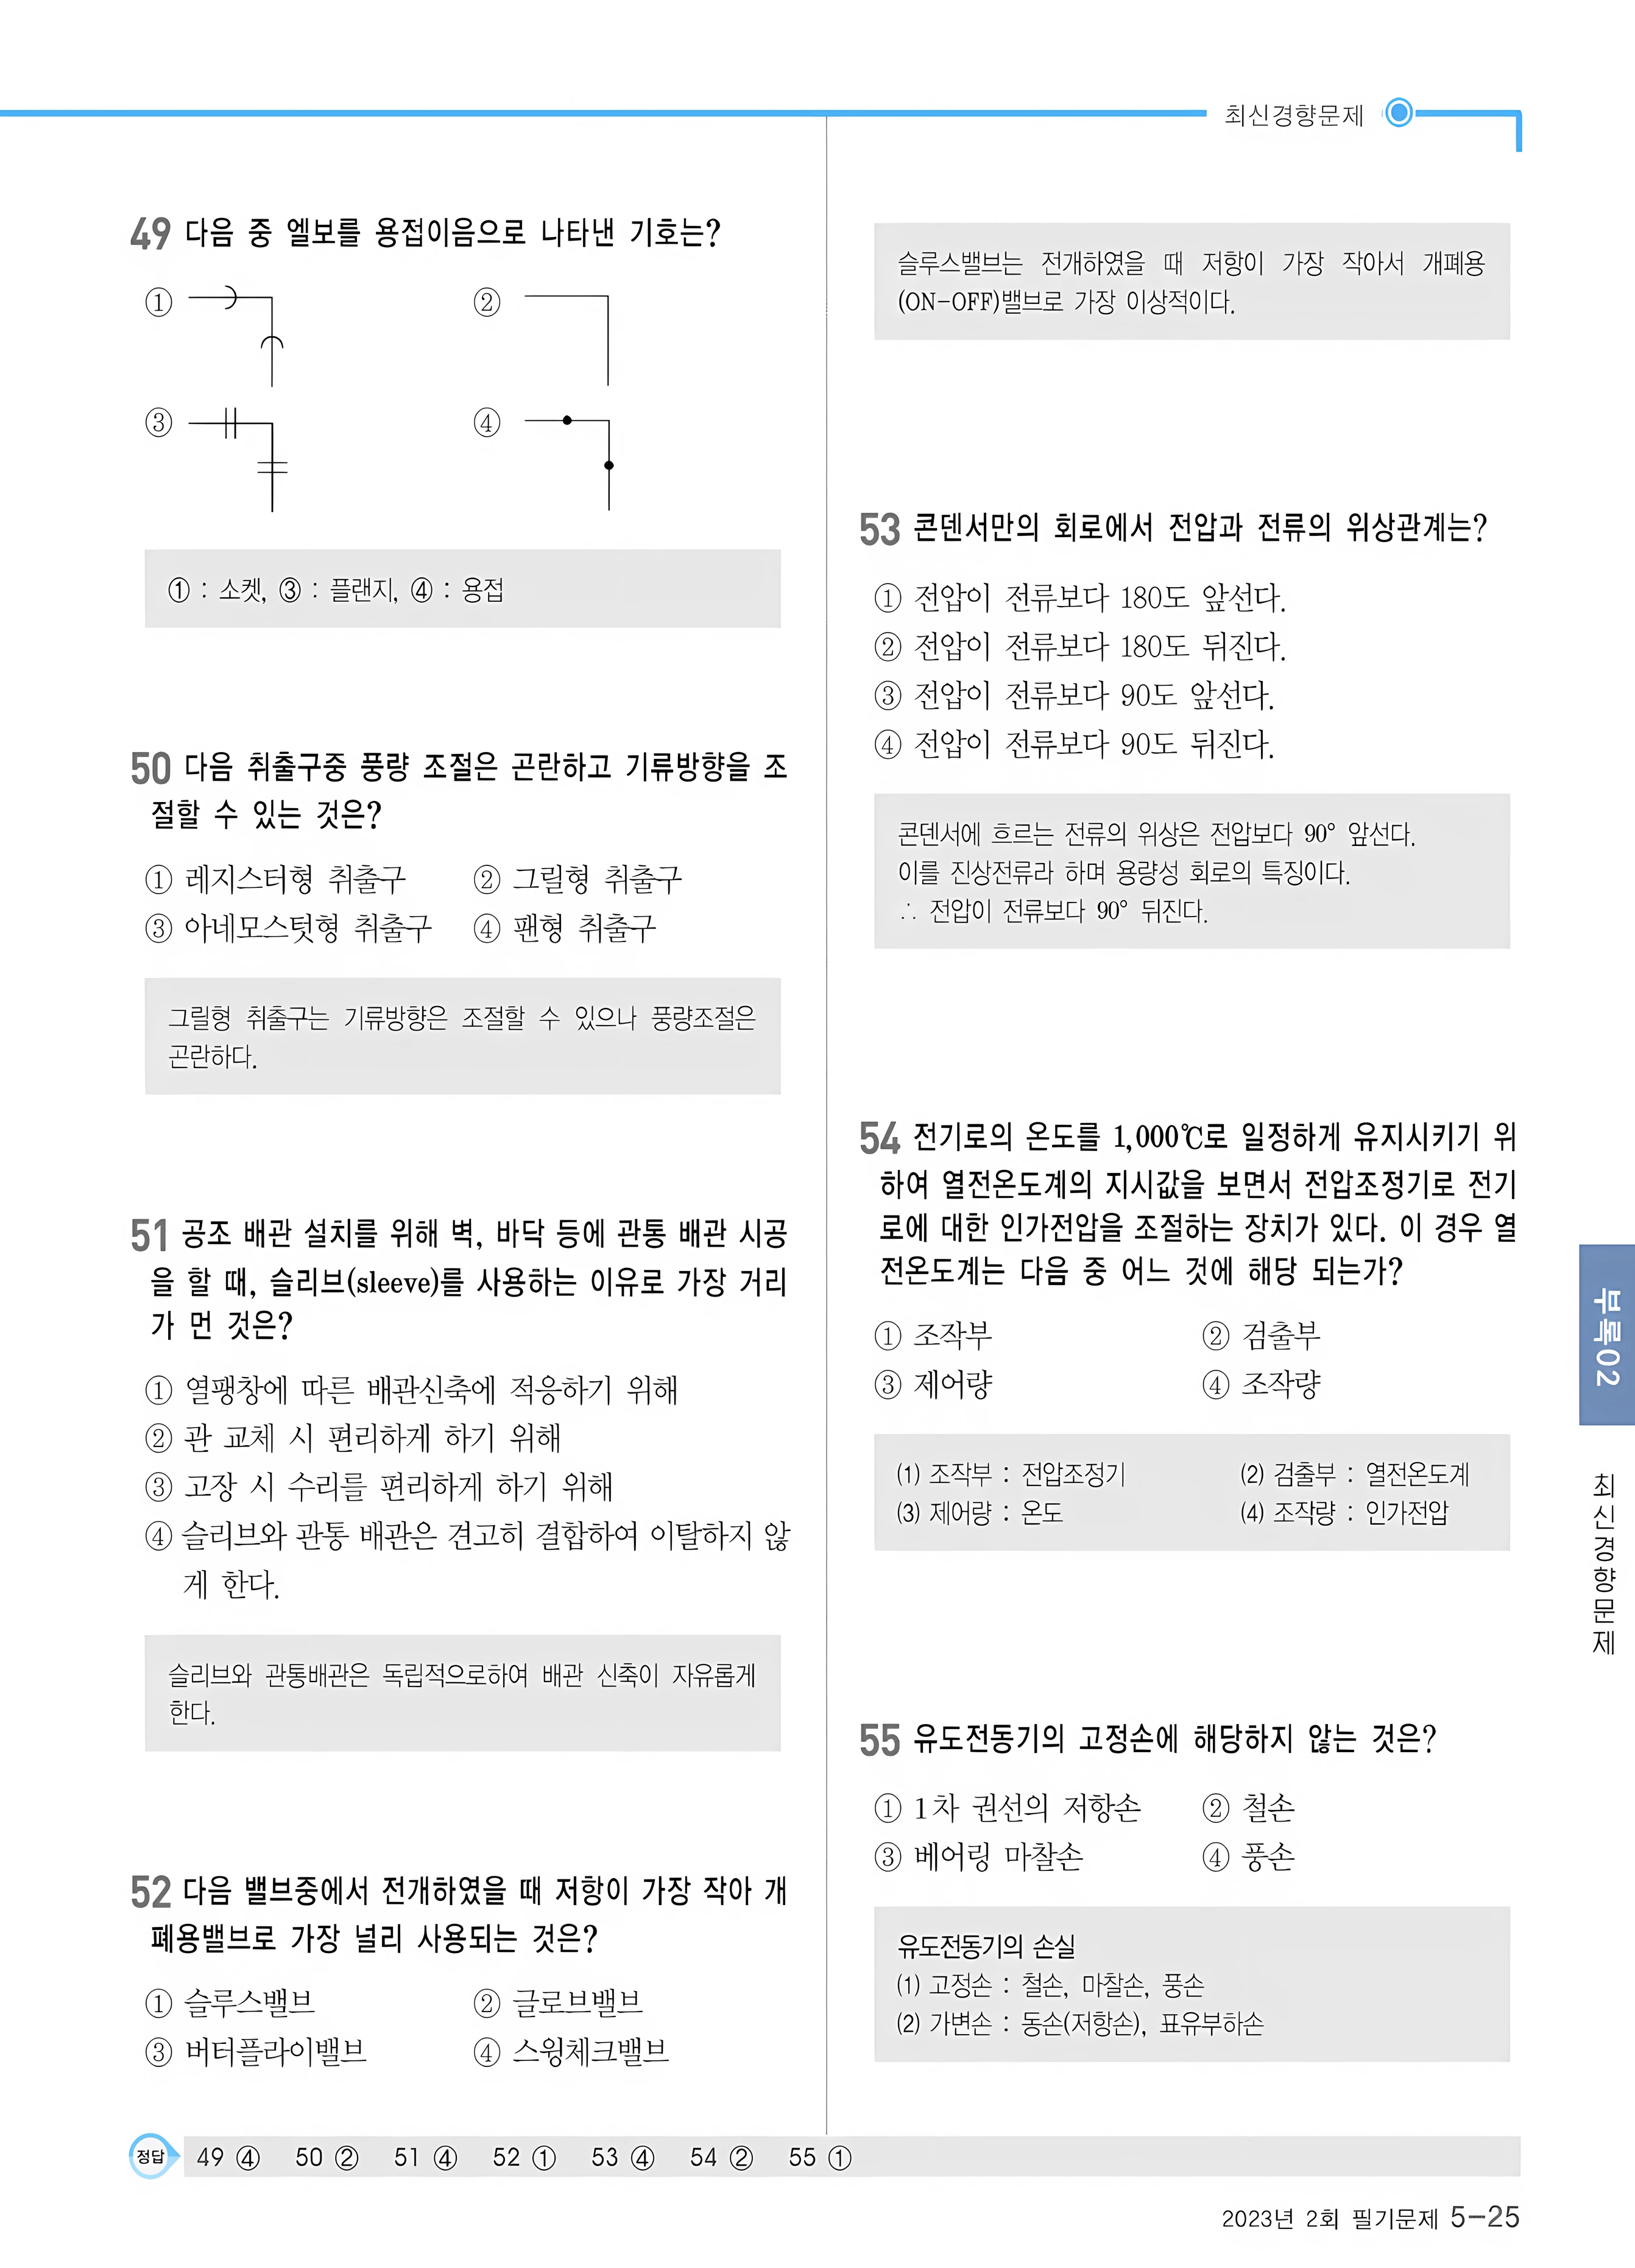 최신경향문제
49 다음 중 엘보를 용접이음으로 나타낸 기호는?
① ②
③ ④
① : 소켓, ③ : 플랜지, ④ : 용접
50 다음 취출구중 풍량 조절은 곤란하고 기류방향을 조
절할 수 있는 것은?
① 레지스터형 취출구 ② 그릴형 취출구
③ 아네모스텃형 취출구 ④ 팬형 취출구
그릴형 취출구는 기류방향은 조절할 수 있으나 풍량조절은
곤란하다.
51 공조 배관 설치를 위해 벽, 바닥 등에 관통 배관 시공
을 할 때, 슬리브(sleeve)를 사용하는 이유로 가장 거리
가 먼 것은?
① 열팽창에 따른 배관신축에 적응하기 위해
② 관 교체 시 편리하게 하기 위해
③ 고장 시 수리를 편리하게 하기 위해
④ 슬리브와 관통 배관은 견고히 결합하여 이탈하지 않
게 한다.
슬리브와 관통배관은 독립적으로하여 배관 신축이 자유롭게
한다.
52 다음 밸브중에서 전개하였을 때 저항이 가장 작아 개
폐용밸브로 가장 널리 사용되는 것은?
① 슬루스밸브 ② 글로브밸브
③ 버터플라이밸브 ④ 스윙체크밸브
슬루스밸브는 전개하였을 때 저항이 가장 작아서 개폐용
(ON-OFF)밸브로 가장 이상적이다.
53 콘덴서만의 회로에서 전압과 전류의 위상관계는?
① 전압이 전류보다 180도 앞선다.
② 전압이 전류보다 180도 뒤진다.
③ 전압이 전류보다 90도 앞선다.
④ 전압이 전류보다 90도 뒤진다.
콘덴서에 흐르는 전류의 위상은 전압보다 90° 앞선다.
이를 진상전류라 하며 용량성 회로의 특징이다.
∴ 전압이 전류보다 90° 뒤진다.
54 전기로의 온도를 1,000℃로 일정하게 유지시키기 위
하여 열전온도계의 지시값을 보면서 전압조정기로 전기
로에 대한 인가전압을 조절하는 장치가 있다. 이 경우 열
전온도계는 다음 중 어느 것에 해당 되는가?
① 조작부 ② 검출부
③ 제어량 ④ 조작량
(1) 조작부 : 전압조정기 (2) 검출부 : 열전온도계
(3) 제어량 : 온도 (4) 조작량 : 인가전압
55 유도전동기의 고정손에 해당하지 않는 것은?
① 1차 권선의 저항손 ② 철손
③ 베어링 마찰손 ④ 풍손
유도전동기의 손실
(1) 고정손 : 철손, 마찰손, 풍손
(2) 가변손 : 동손(저항손), 표유부하손
부록02
최신경향문제
정답 49 ④ 50 ② 51 ④ 52 ① 53 ④ 54 ② 55 ①
2023년 2회 필기문제 5-25